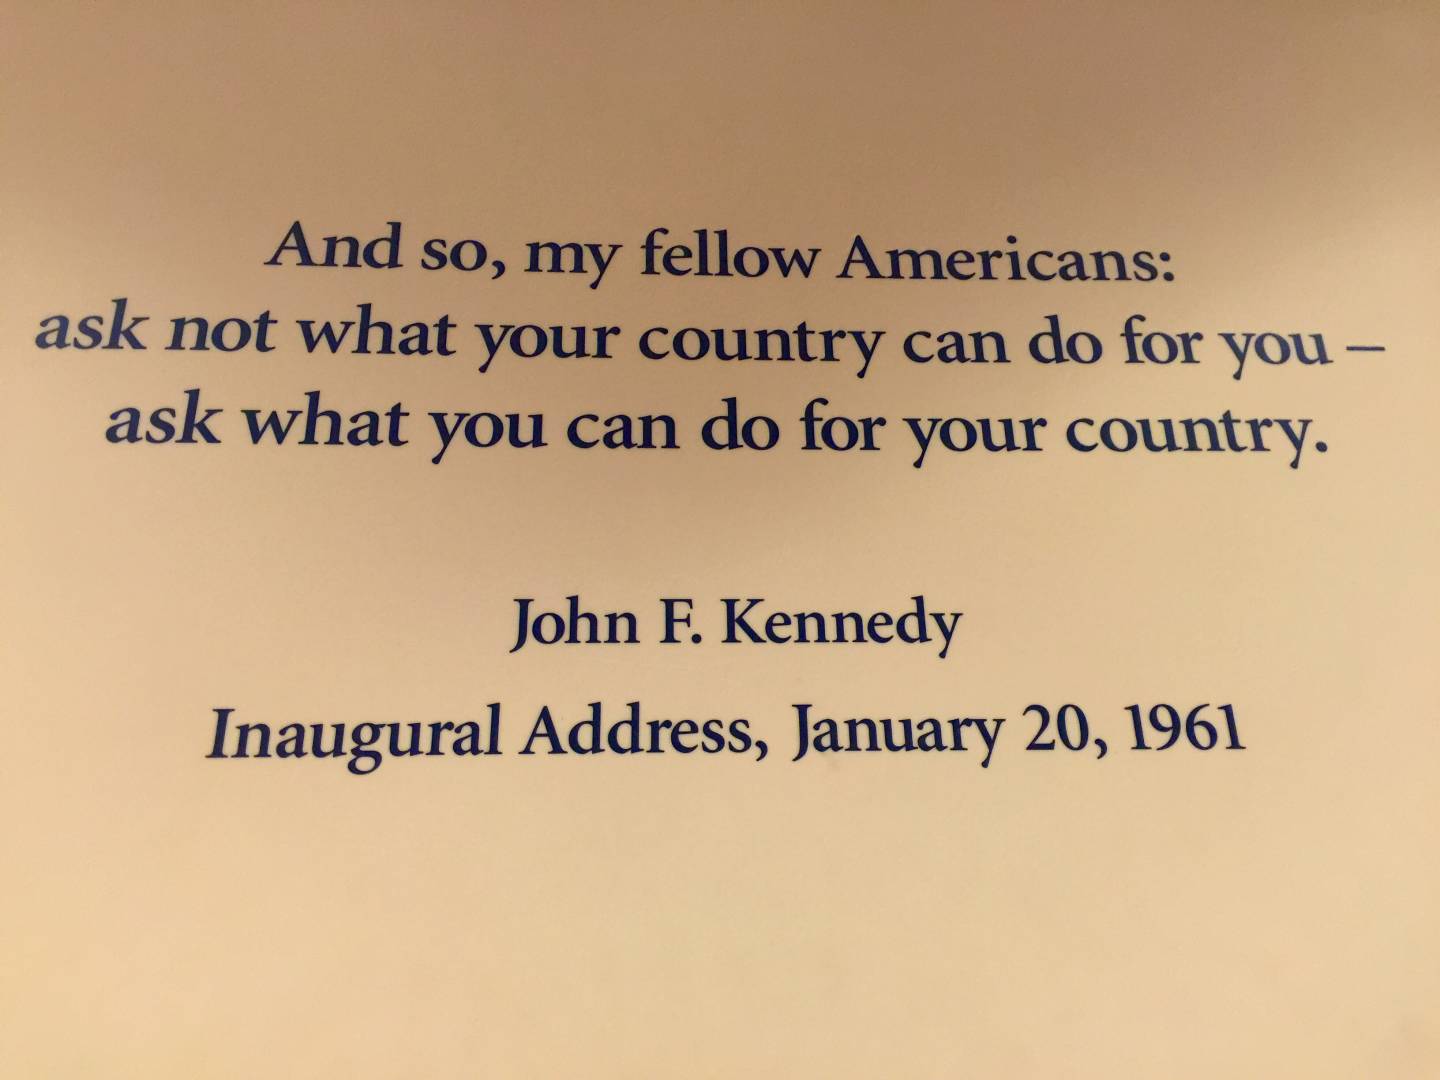 And so, my fellow Americans:
ask not what your country can do for you –
ask what you can do for your country.
John F. Kennedy
Inaugural Address, January 20, 1961